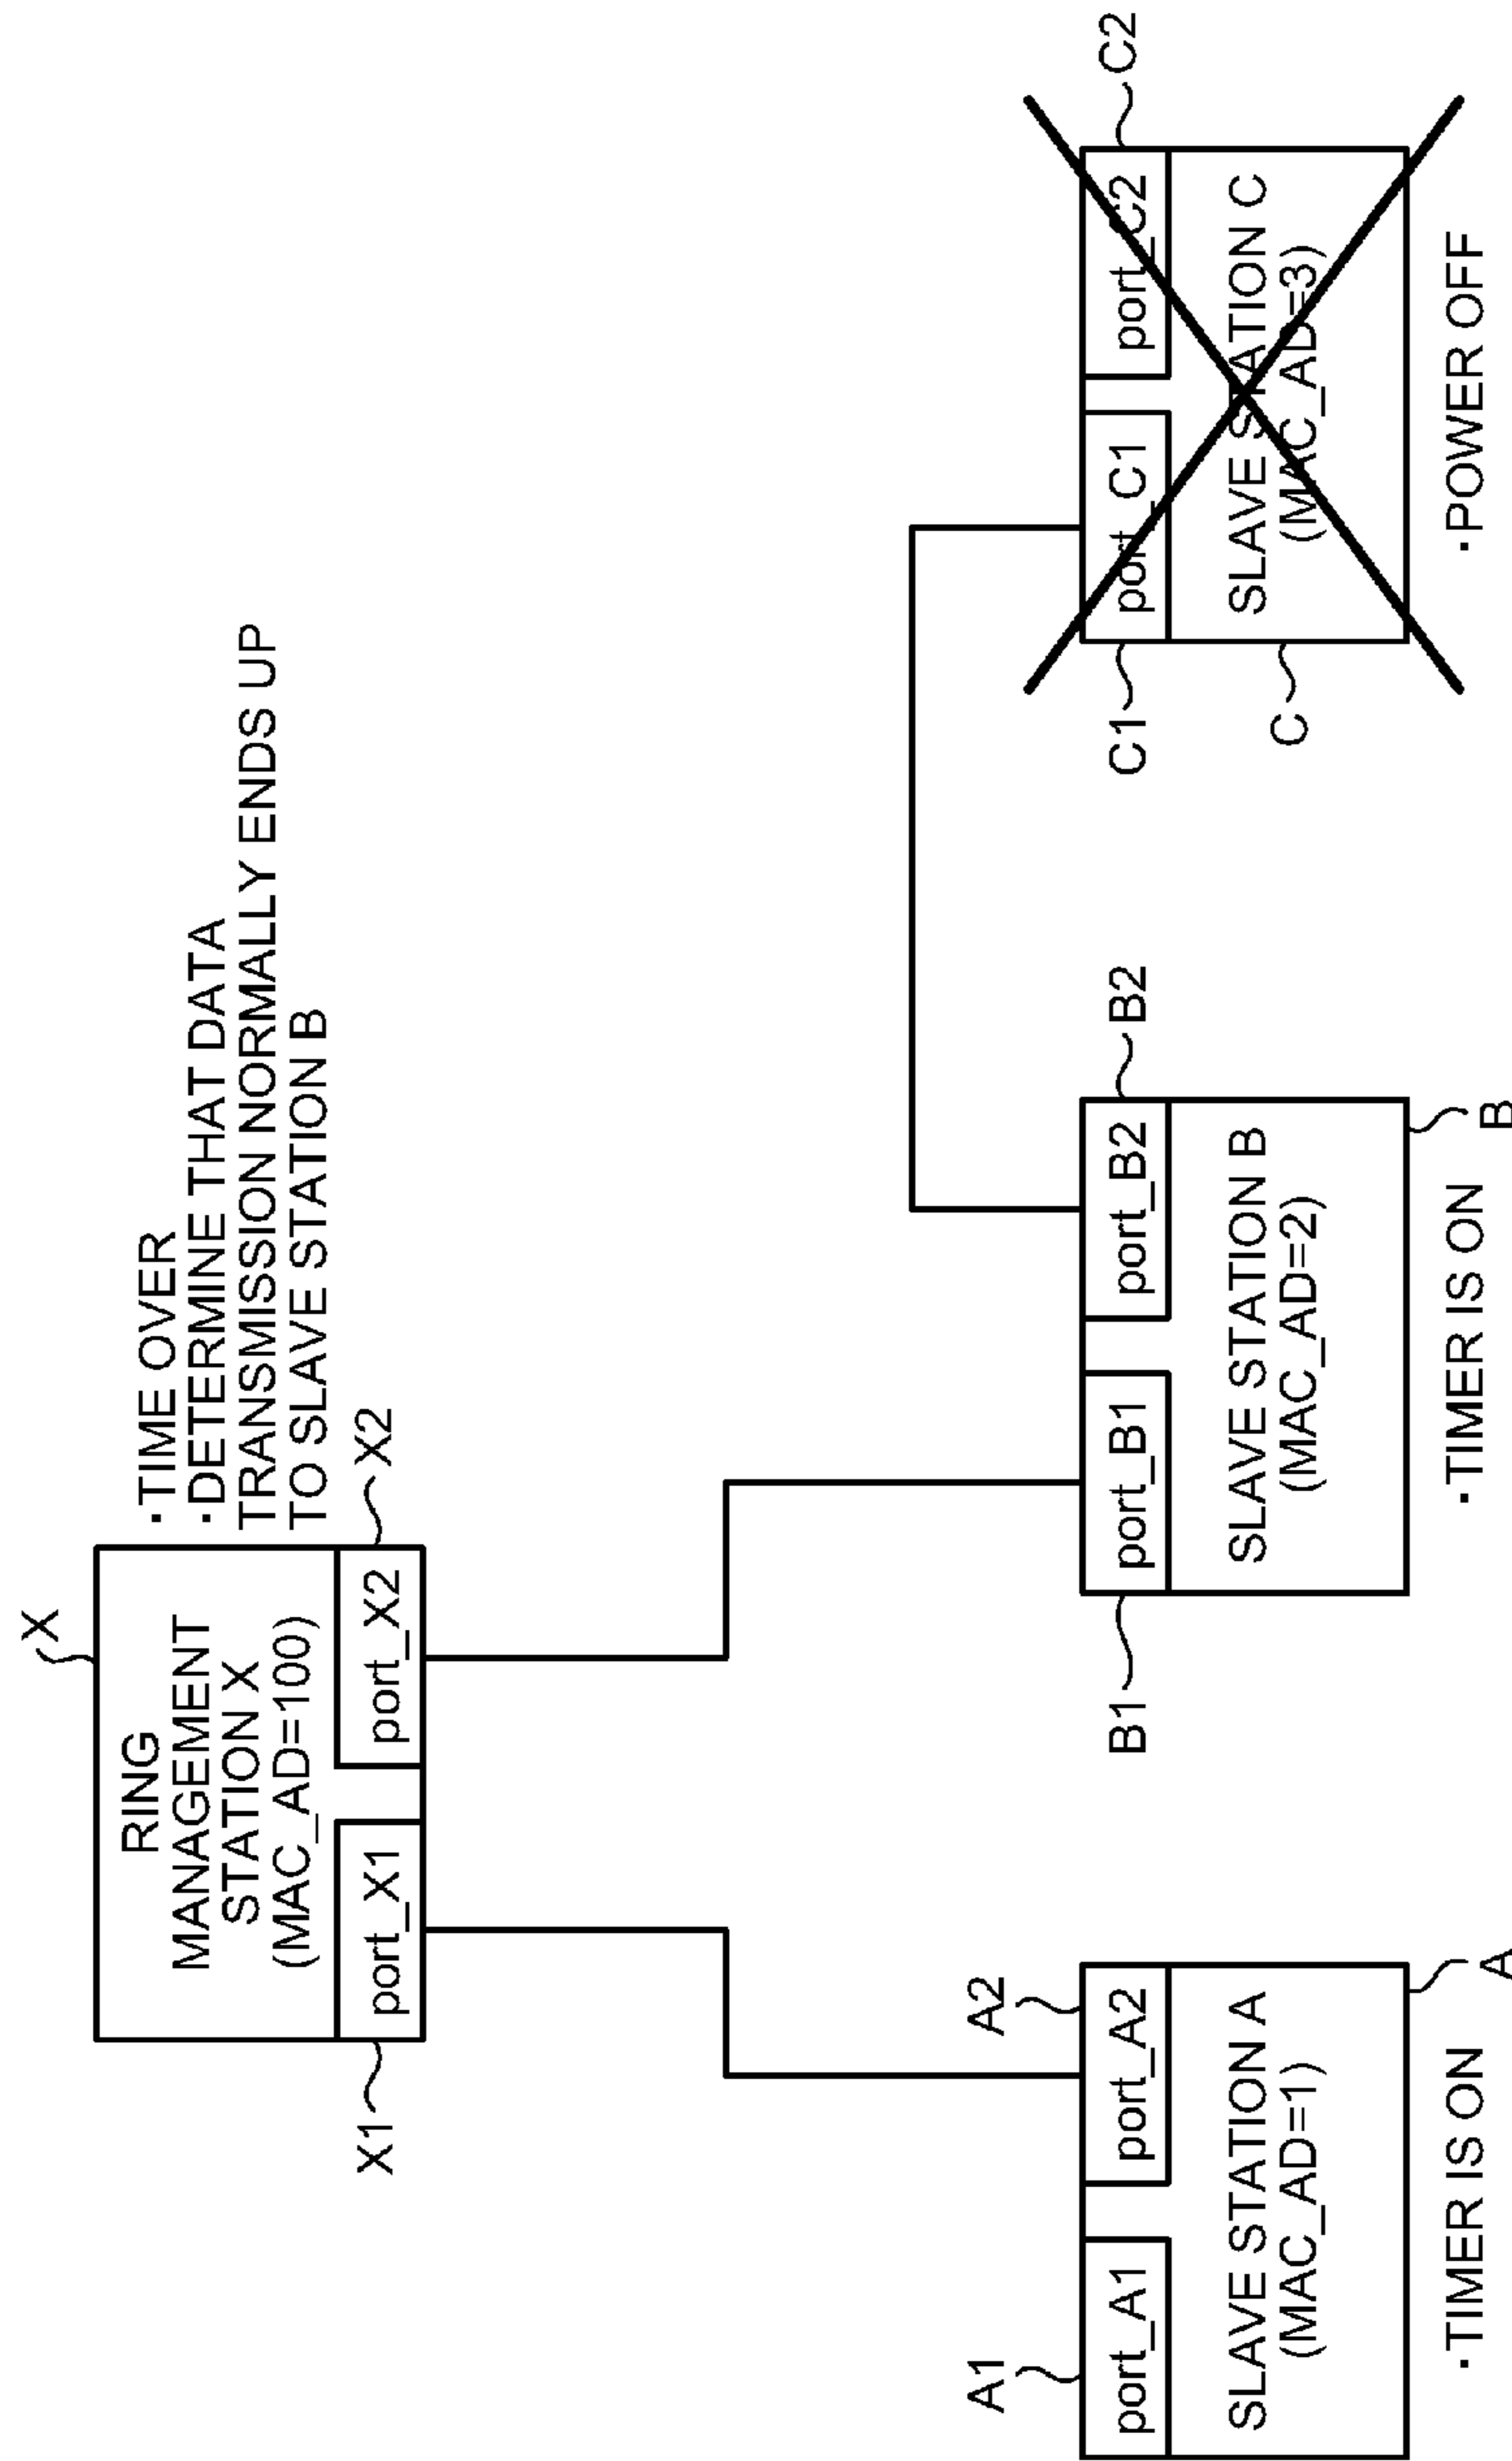 X
RING
MANAGEMENT
STATION X
(MAC_AD=100)
port_X1
port_X2
X1
X2
·TIME OVER
·DETERMINE THAT DATA
TRANSMISSION NORMALLY ENDS UP
TO SLAVE STATION B
A1
A2
port_A1
port_A2
SLAVE STATION A
(MAC_AD=1)
A
·TIMER IS ON
B1
B2
port_B1
port_B2
SLAVE STATION B
(MAC_AD=2)
B
·TIMER IS ON
C1
C2
port_C1
port_C2
SLAVE STATION C
(MAC_AD=3)
C
·POWER OFF